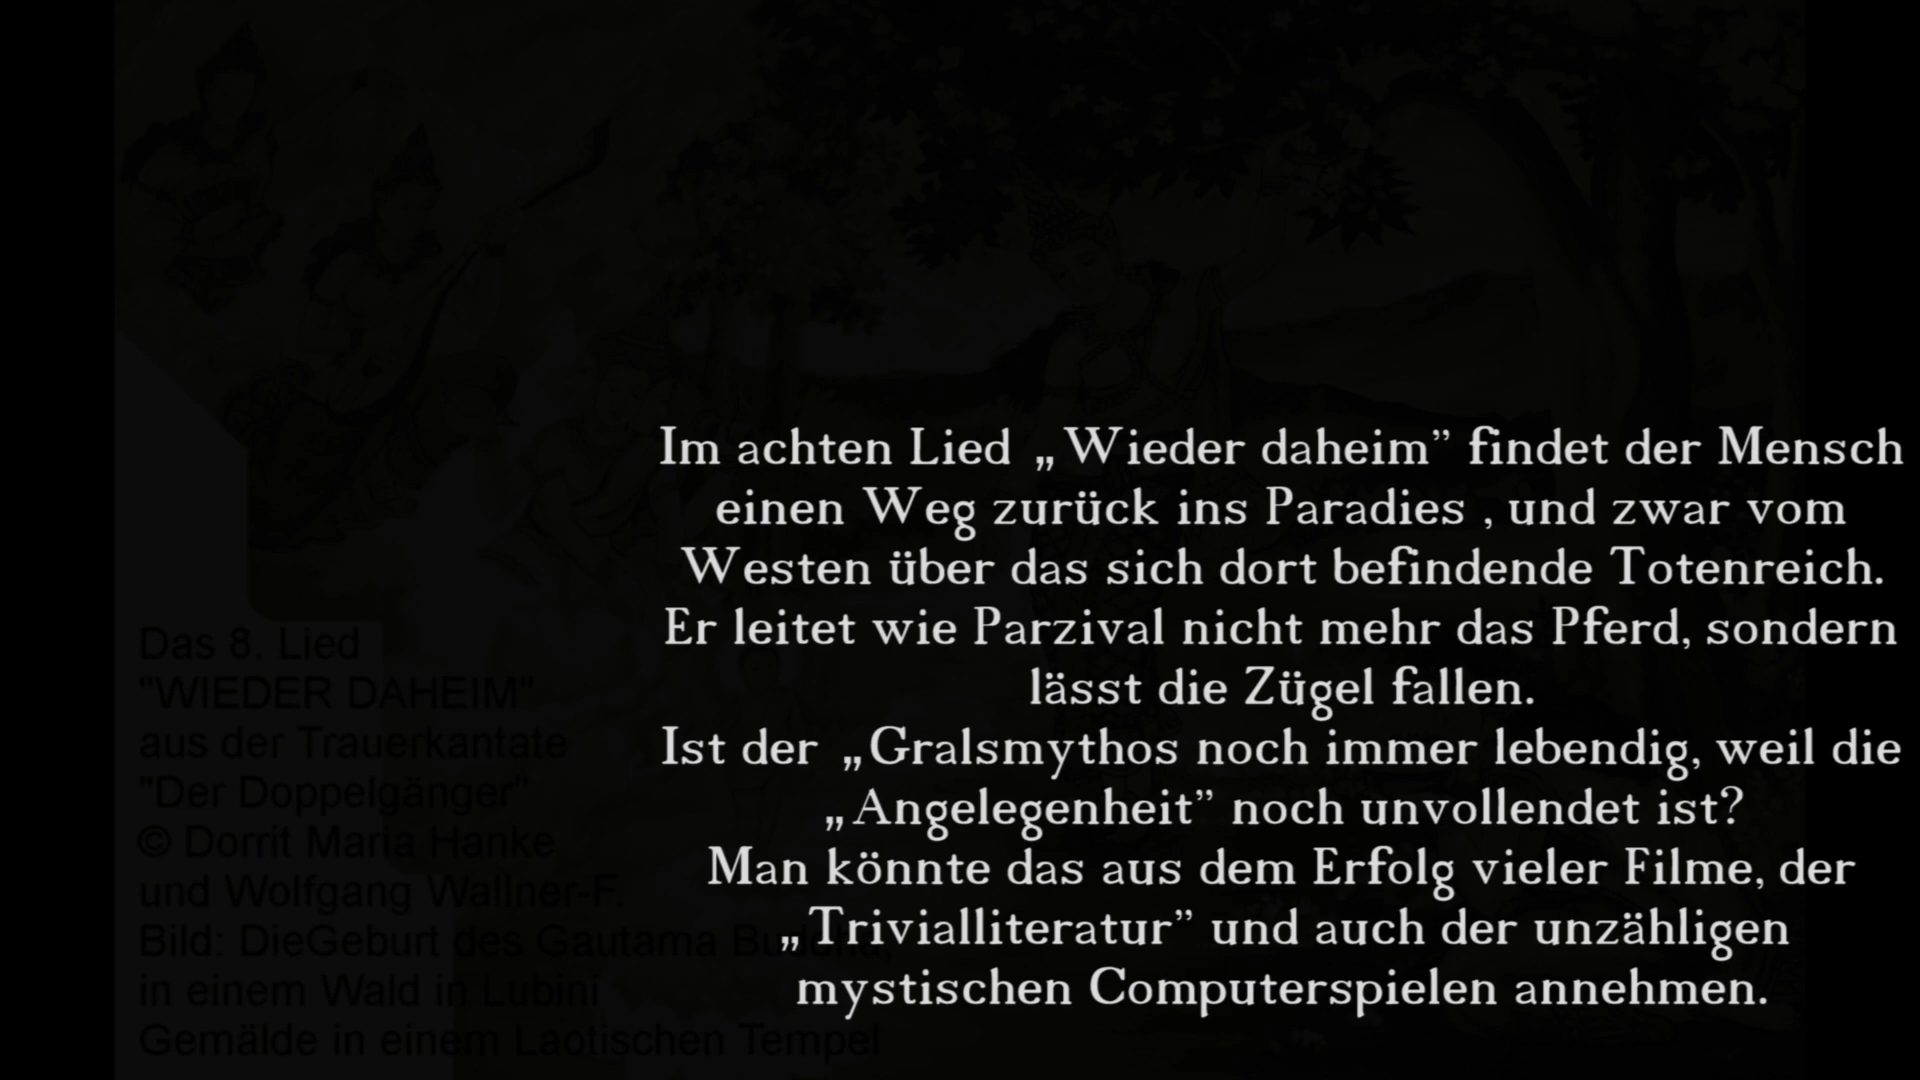 Im achten Lied „Wieder daheim” findet der Mensch
einen Weg zurück ins Paradies , und zwar vom
Westen über das sich dort befindende Totenreich.
Er leitet wie Parzival nicht mehr das Pferd, sondern
lässt die Zügel fallen.
Ist der „Gralsmythos noch immer lebendig, weil die
„Angelegenheit” noch unvollendet ist?
Man könnte das aus dem Erfolg vieler Filme, der
„Trivialliteratur” und auch der unzähligen
mystischen Computerspielen annehmen.
Das 8. Lied
"WIEDER DAHEIM"
aus der Trauerkantate
"Der Doppelgänger"
© Dorrit Maria Hanke
und Wolfgang Wallner-F.
Bild: DieGeburt des Gautama Buddha,
in einem Wald in Lubini
Gemälde in einem Laotischen Tempel